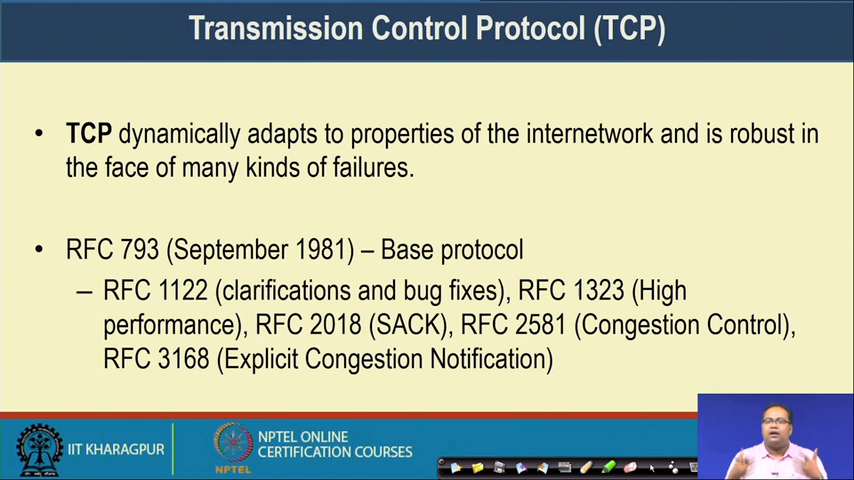 Transmission Control Protocol (TCP)
• TCP dynamically adapts to properties of the internetwork and is robust in
the face of many kinds of failures.
• RFC 793 (September 1981) – Base protocol
– RFC 1122 (clarifications and bug fixes), RFC 1323 (High
performance), RFC 2018 (SACK), RFC 2581 (Congestion Control),
RFC 3168 (Explicit Congestion Notification)
IIT KHARAGPUR
NPTEL
NPTEL ONLINE
CERTIFICATION COURSES